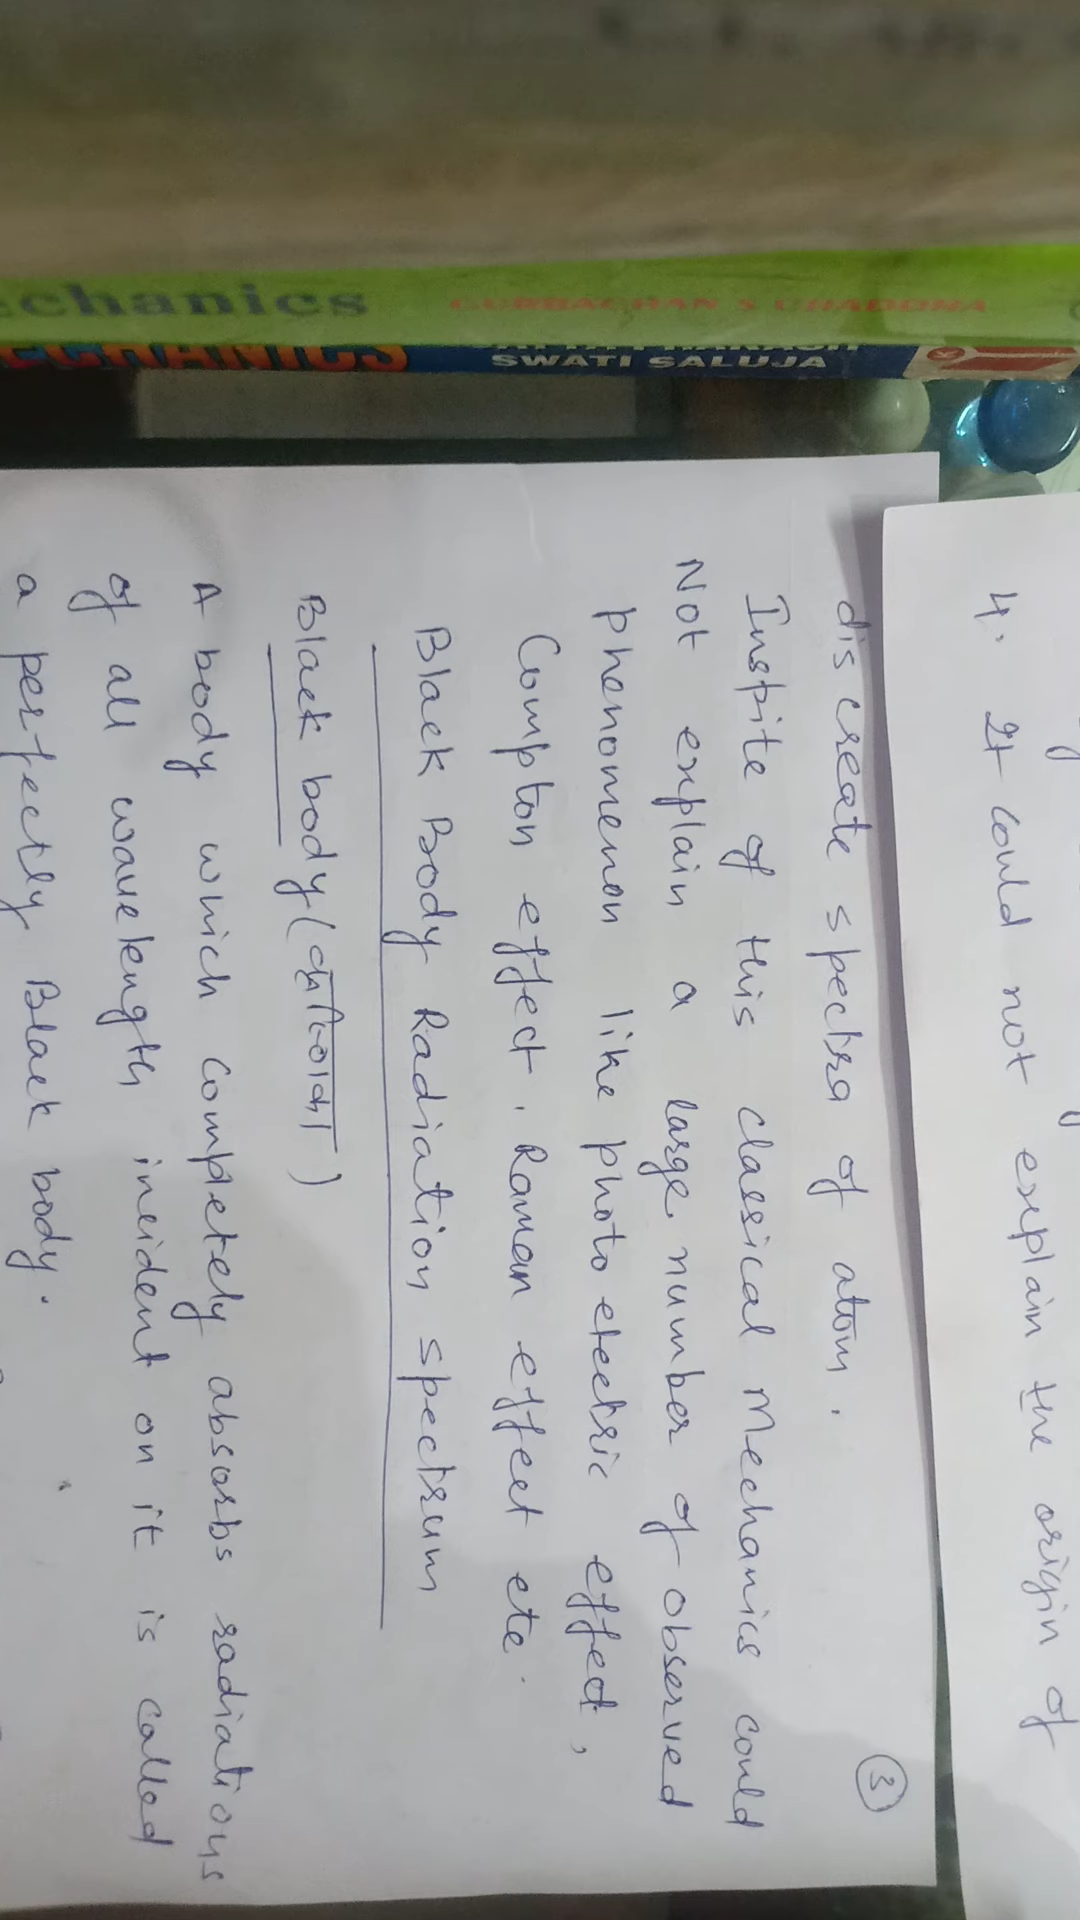 chanics GURBACHAN S CHADDHA
ECHANICS SWATI SALUJA
4. It could not explain the origin of
discreate spectra of atom.
3
Inspite of this classical Mechanics could
Not explain a large number of observed
phenomenon like photo electric effect,
Compton effect, Raman effect etc.
Black Body Radiation spectrum
Black body (कृष्णिका)
A body which completely absorbs radiations
of all wavelength incident on it is called
a perfectly Black body.